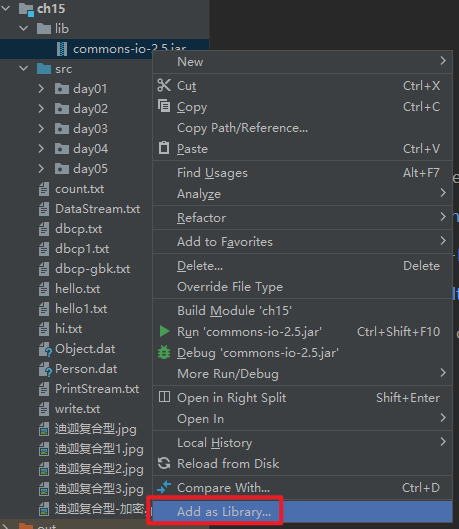 ch15
lib
commons-io-2.5.jar
src
New
day01
Cut Ctrl+X
day02
Copy Ctrl+C
day03
Copy Path/Reference...
day04
Paste Ctrl+V
day05
Find Usages Alt+F7
count.txt
Analyze
DataStream.txt
Refactor
dbcp.txt
Add to Favorites
dbcp1.txt
Delete... Delete
dbcp-gbk.txt
Override File Type
hello.txt
Build Module 'ch15'
hello1.txt
Run 'commons-io-2.5.jar' Ctrl+Shift+F10
hi.txt
Debug 'commons-io-2.5.jar'
Object.dat
More Run/Debug
Person.dat
Open in Right Split Shift+Enter
PrintStream.txt
Open In
write.txt
Local History
迪迦复合型.jpg
Reload from Disk
迪迦复合型1.jpg
迪迦复合型2.jpg
Compare With... Ctrl+D
迪迦复合型3.jpg
Add as Library...
迪迦复合型-加密
out